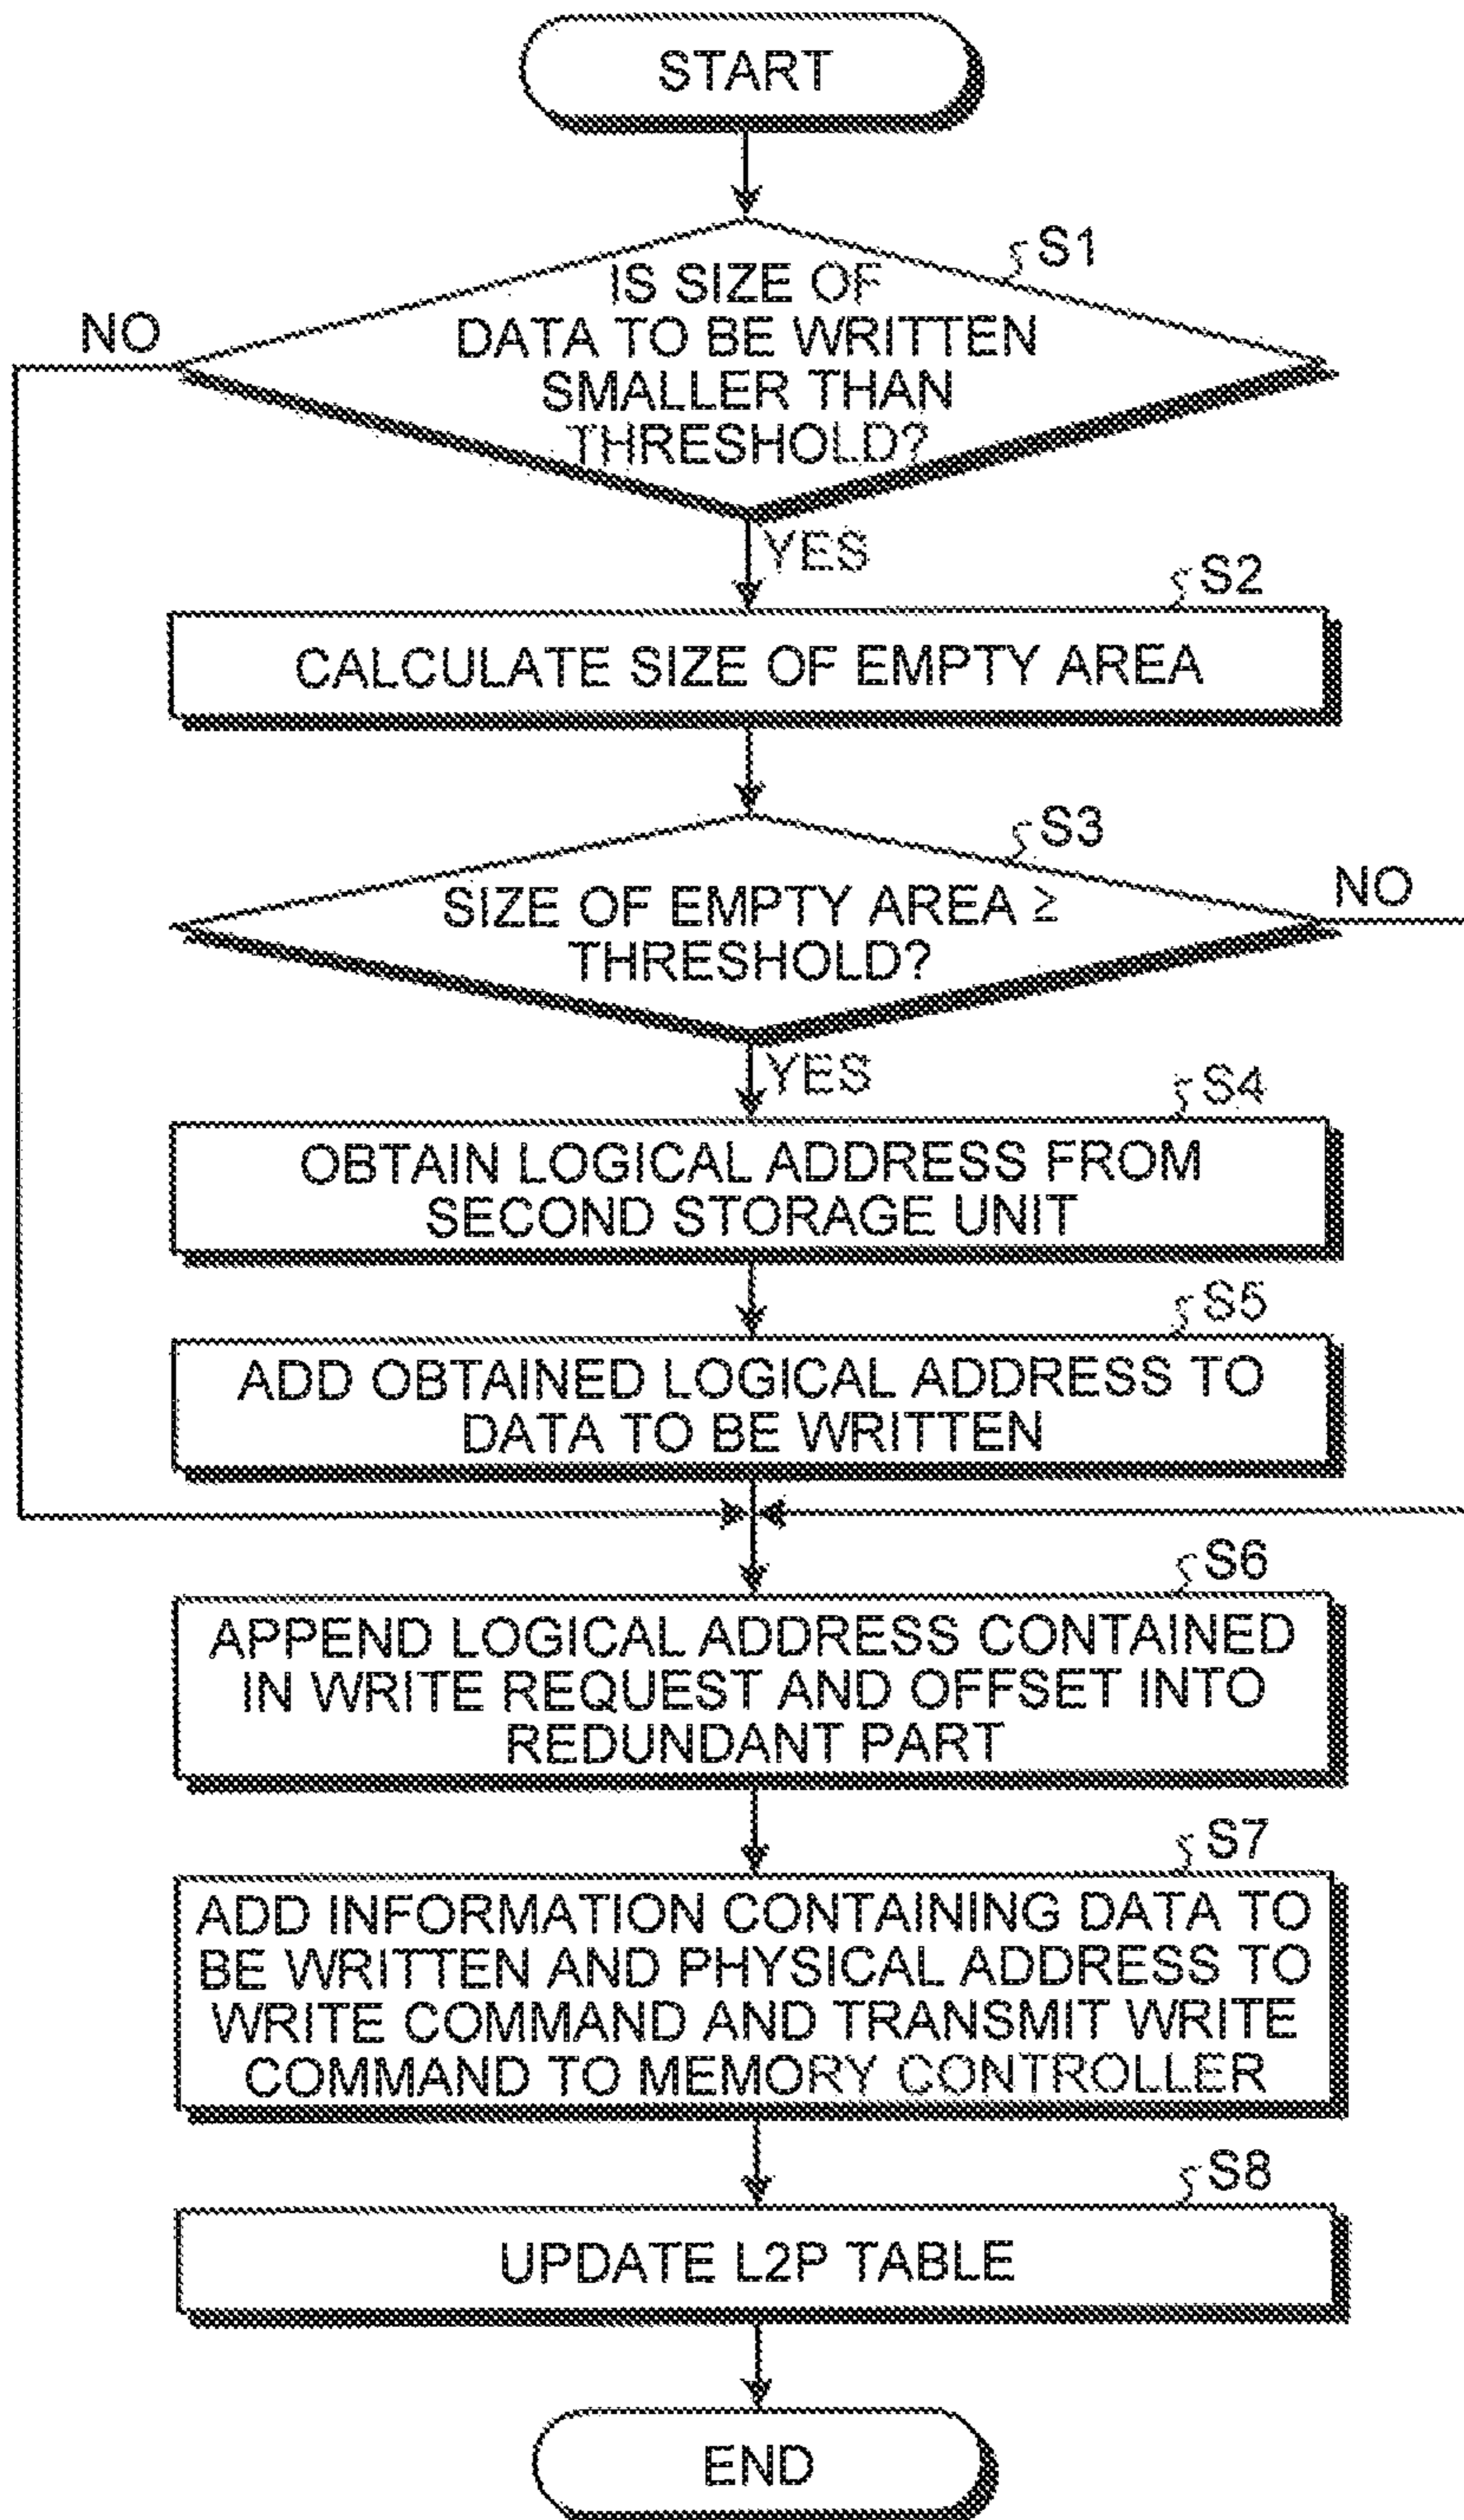 START
S1
IS SIZE OF
DATA TO BE WRITTEN
SMALLER THAN
THRESHOLD?
NO
YES
S2
CALCULATE SIZE OF EMPTY AREA
S3
SIZE OF EMPTY AREA ≥
THRESHOLD?
NO
YES
S4
OBTAIN LOGICAL ADDRESS FROM
SECOND STORAGE UNIT
S5
ADD OBTAINED LOGICAL ADDRESS TO
DATA TO BE WRITTEN
S6
APPEND LOGICAL ADDRESS CONTAINED
IN WRITE REQUEST AND OFFSET INTO
REDUNDANT PART
S7
ADD INFORMATION CONTAINING DATA TO
BE WRITTEN AND PHYSICAL ADDRESS TO
WRITE COMMAND AND TRANSMIT WRITE
COMMAND TO MEMORY CONTROLLER
S8
UPDATE L2P TABLE
END